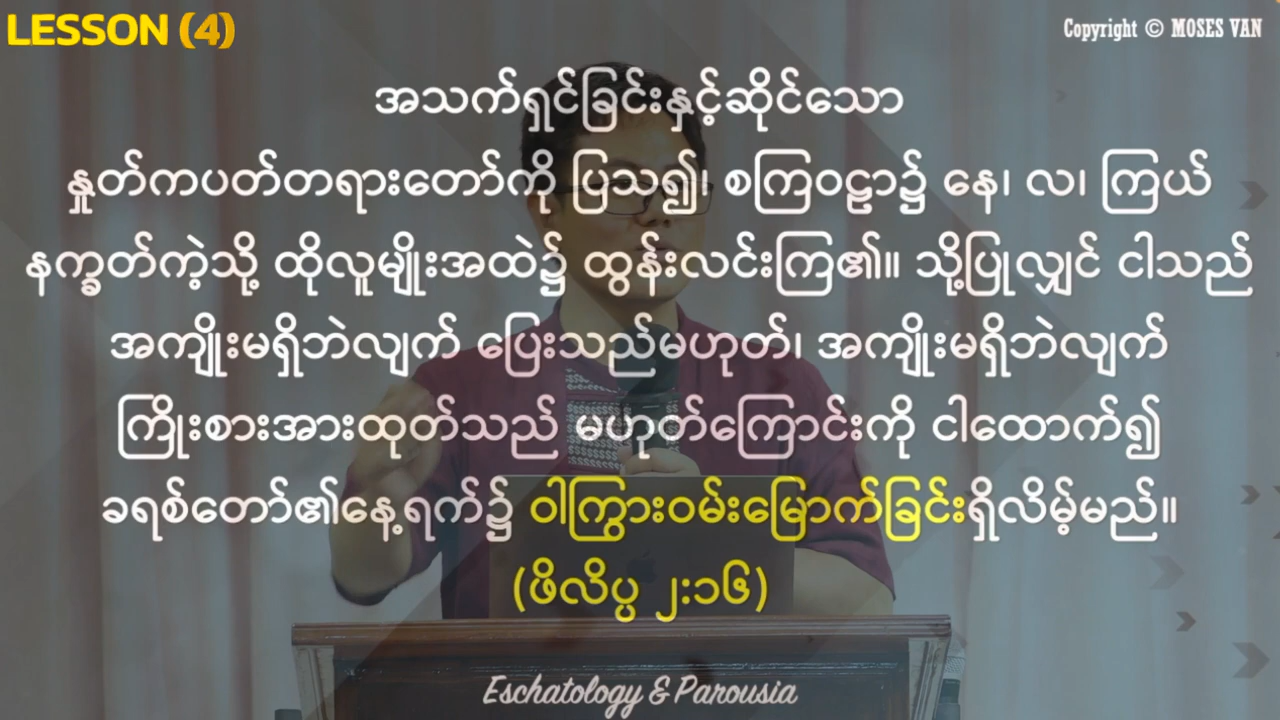 LESSON (4)
Copyright © MOSES VAN
အသက်ရှင်ခြင်းနှင့်ဆိုင်သော
နှုတ်ကပတ်တရားတော်ကို ပြသ၍၊ စကြဝဠာ၌ နေ၊ လ၊ ကြယ်
နက္ခတ်ကဲ့သို့ ထိုလူမျိုးအထဲ၌ ထွန်းလင်းကြ၏။ သို့ပြုလျှင် ငါသည်
အကျိုးမရှိဘဲလျက် ပြေးသည်မဟုတ်၊ အကျိုးမရှိဘဲလျက်
ကြိုးစားအားထုတ်သည် မဟုတ်ကြောင်းကို ငါထောက်၍
ခရစ်တော်၏နေ့ရက်၌ ဝါကြွားဝမ်းမြောက်ခြင်းရှိလိမ့်မည်။
(ဖိလိပ္ပ ၂:၁၆)
Eschatology & Parousia